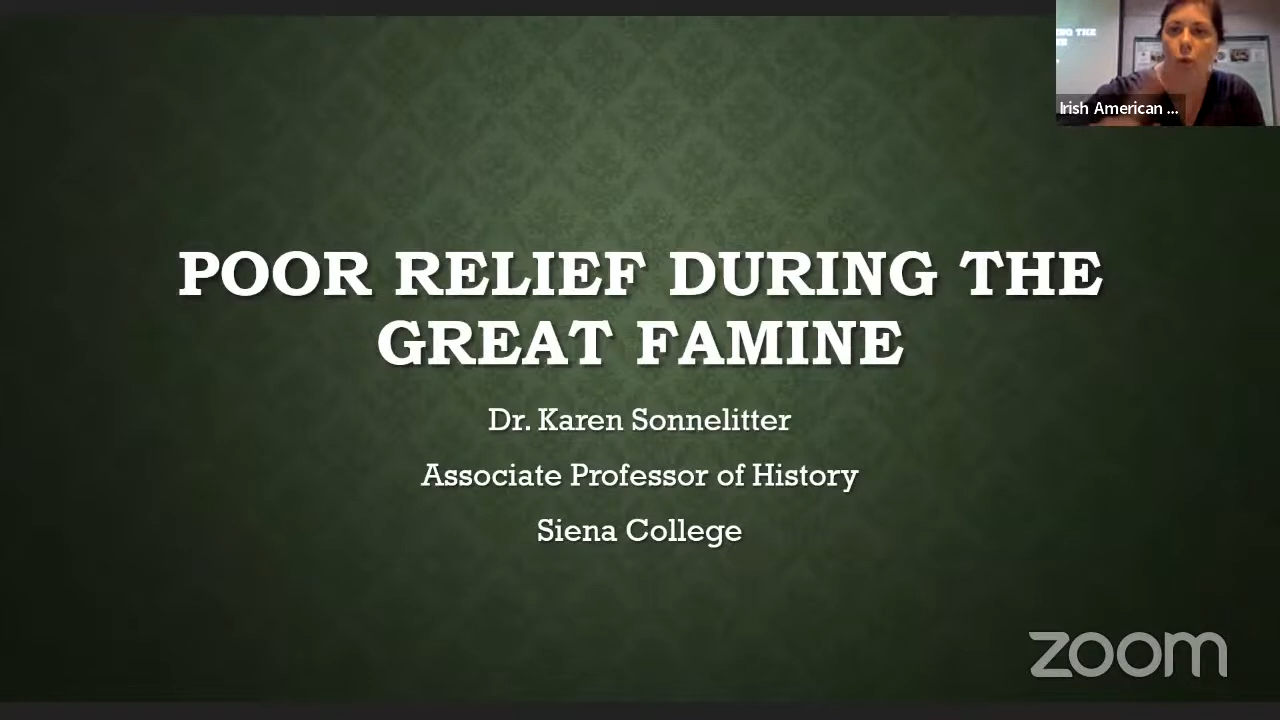 Irish American ...
POOR RELIEF DURING THE
GREAT FAMINE
Dr. Karen Sonnelitter
Associate Professor of History
Siena College
zoom